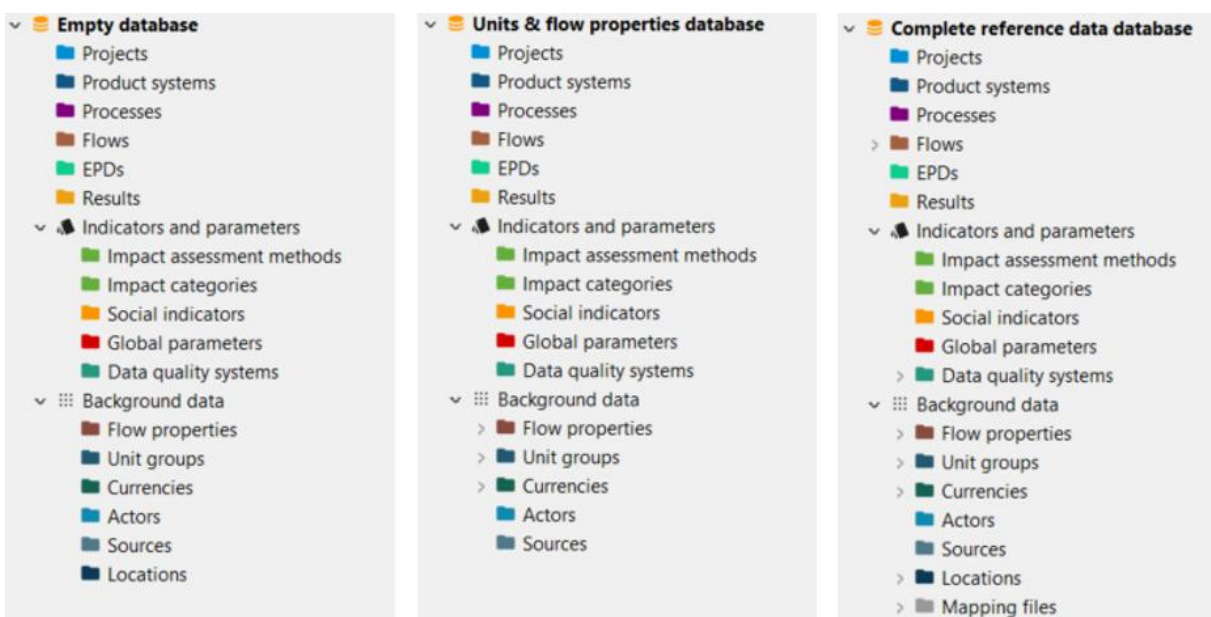 Empty database
Projects
Product systems
Processes
Flows
EPDs
Results
Indicators and parameters
Impact assessment methods
Impact categories
Social indicators
Global parameters
Data quality systems
Background data
Flow properties
Unit groups
Currencies
Actors
Sources
Locations
Units & flow properties database
Projects
Product systems
Processes
Flows
EPDs
Results
Indicators and parameters
Impact assessment methods
Impact categories
Social indicators
Global parameters
Data quality systems
Background data
Flow properties
Unit groups
Currencies
Actors
Sources
Complete reference data database
Projects
Product systems
Processes
Flows
EPDs
Results
Indicators and parameters
Impact assessment methods
Impact categories
Social indicators
Global parameters
Data quality systems
Background data
Flow properties
Unit groups
Currencies
Actors
Sources
Locations
Mapping files